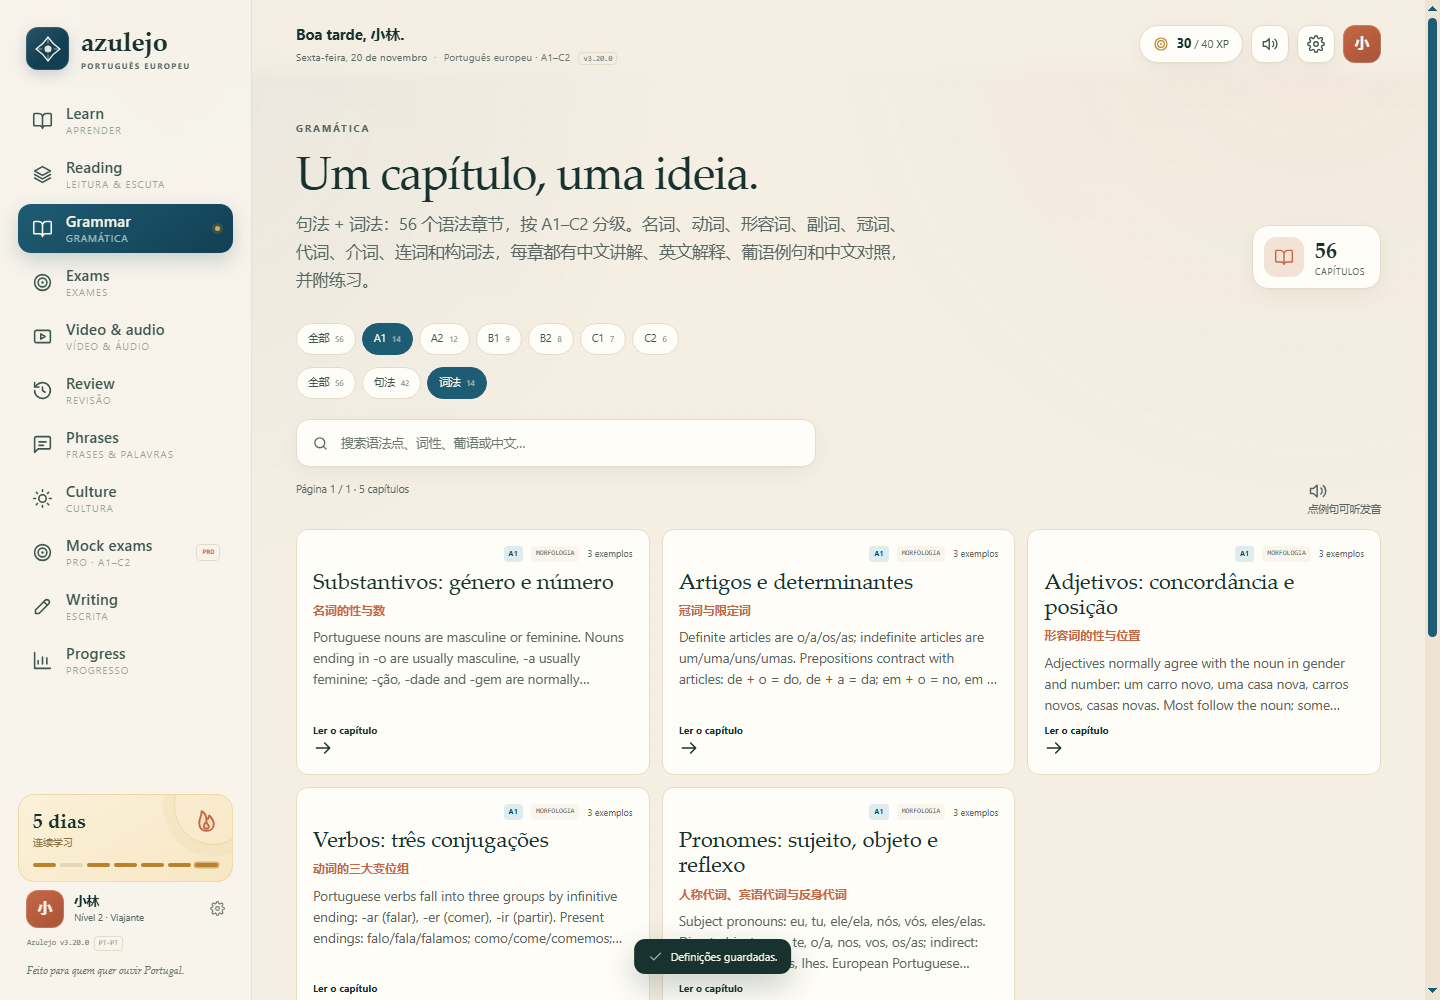 azulejo
PORTUGUÊS EUROPEU
Learn
APRENDER
Reading
LEITURA & ESCUTA
Grammar
GRAMÁTICA
Exams
EXAMES
Video & audio
VÍDEO & ÁUDIO
Review
REVISÃO
Phrases
FRASES & PALAVRAS
Culture
CULTURA
Mock exams
PRO · A1–C2
PRO
Writing
ESCRITA
Progress
PROGRESSO
5 dias
连续学习
小
小林
Nível 2 · Viajante
Azulejo v3.20.0 PT-PT
Feito para quem quer ouvir Portugal.
Boa tarde, 小林.
Sexta-feira, 20 de novembro · Português europeu · A1–C2 v3.20.0
30 / 40 XP
小
GRAMÁTICA
Um capítulo, uma ideia.
句法 + 词法：56 个语法章节，按 A1–C2 分级。名词、动词、形容词、副词、冠词、
代词、介词、连词和构词法，每章都有中文讲解、英文解释、葡语例句和中文对照，
并附练习。
56
CAPÍTULOS
全部 56 A1 14 A2 12 B1 9 B2 8 C1 7 C2 6
全部 56 句法 42 词法 14
搜索语法点、词性、葡语或中文...
Página 1 / 1 · 5 capítulos
点例句可听发音
A1 MORFOLOGIA 3 exemplos
Substantivos: género e número
名词的性与数
Portuguese nouns are masculine or feminine. Nouns
ending in -o are usually masculine, -a usually
feminine; -ção, -dade and -gem are normally...
Ler o capítulo
A1 MORFOLOGIA 3 exemplos
Artigos e determinantes
冠词与限定词
Definite articles are o/a/os/as; indefinite articles are
um/uma/uns/umas. Prepositions contract with
articles: de + o = do, de + a = da; em + o = no, em ...
Ler o capítulo
A1 MORFOLOGIA 3 exemplos
Adjetivos: concordância e
posição
形容词的性与位置
Adjectives normally agree with the noun in gender
and number: um carro novo, uma casa nova, carros
novos, casas novas. Most follow the noun; some...
Ler o capítulo
A1 MORFOLOGIA 3 exemplos
Verbos: três conjugações
动词的三大变位组
Portuguese verbs fall into three groups by infinitive
ending: -ar (falar), -er (comer), -ir (partir). Present
endings: falo/fala/falamos; como/come/comemos;...
Ler o capítulo
A1 MORFOLOGIA 3 exemplos
Pronomes: sujeito, objeto e
reflexo
人称代词、宾语代词与反身代词
Subject pronouns: eu, tu, ele/ela, nós, vós, eles/elas.
te, o/a, nos, vos, os/as; indirect:
lhes. European Portuguese...
Ler o capítulo
Definições guardadas.